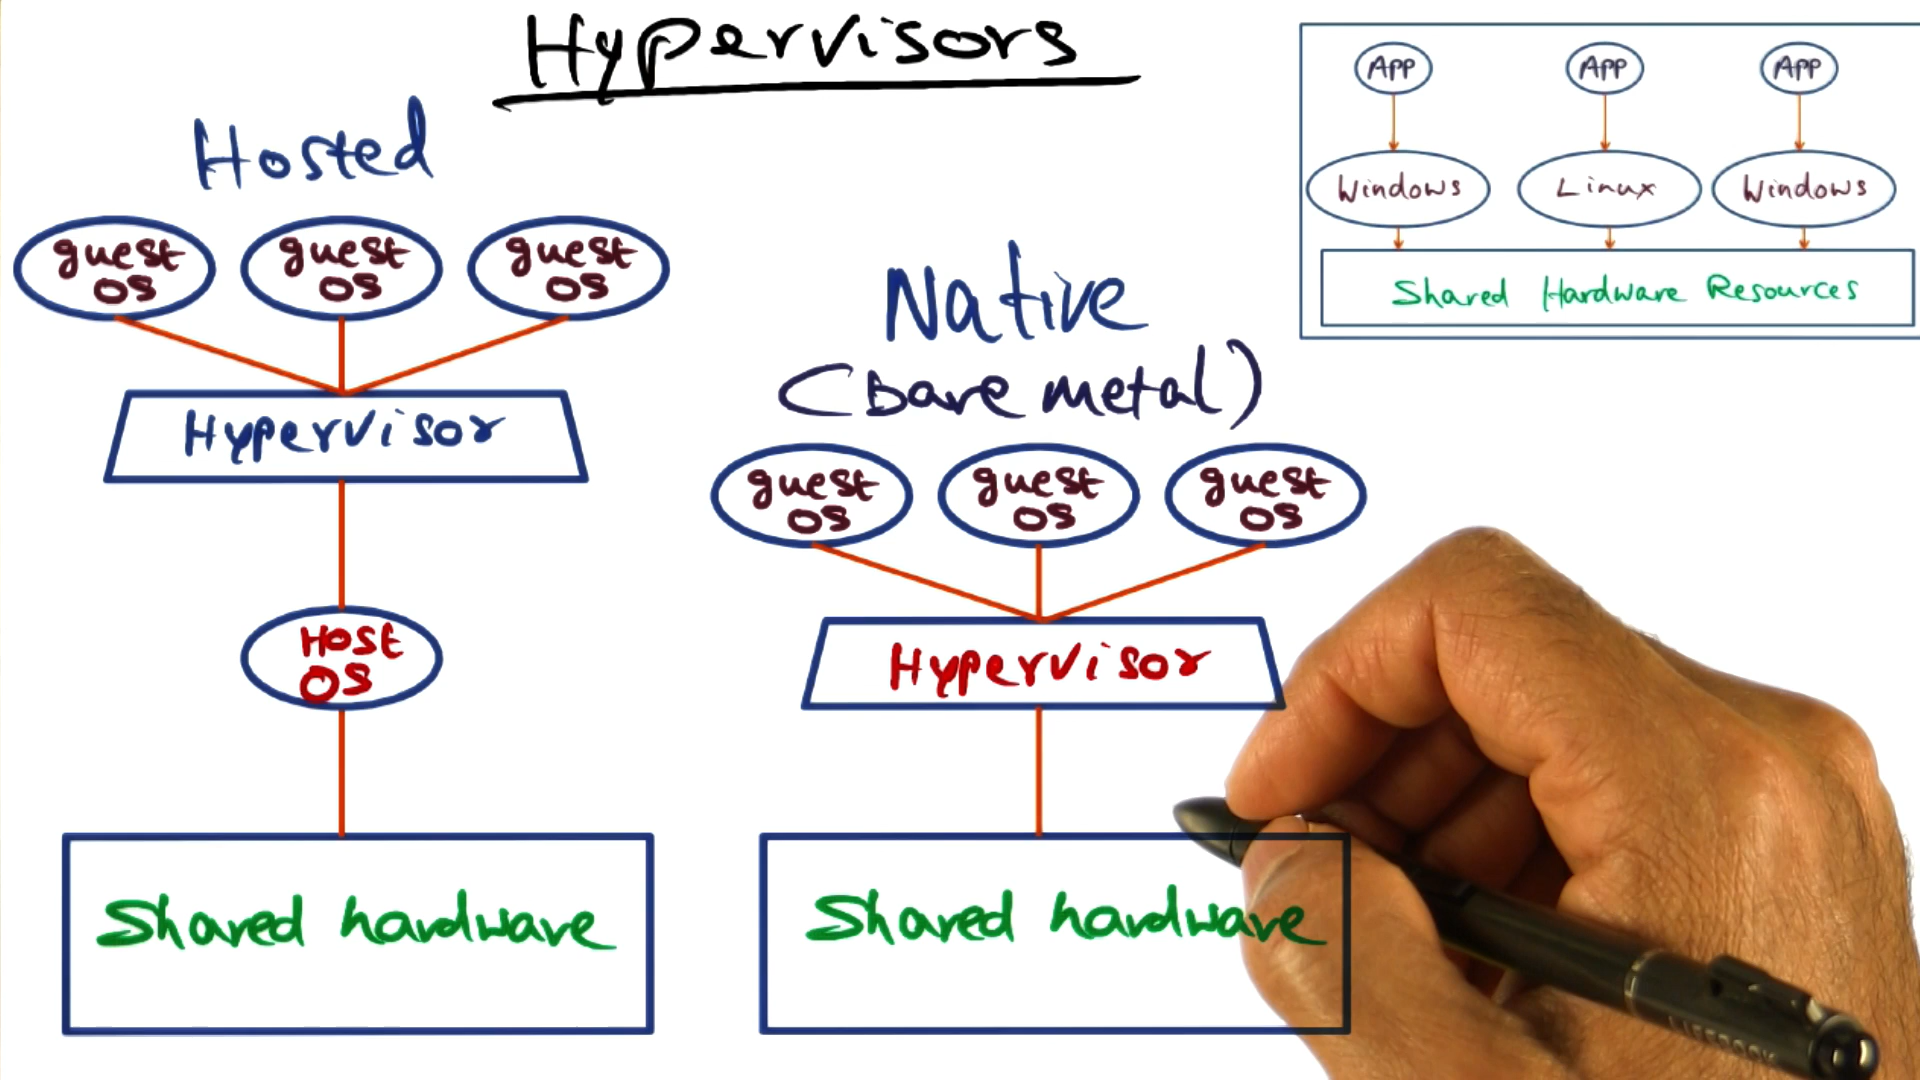 Hypervisors
Hosted
guest
OS
guest
OS
guest
OS
Hypervisor
Host
OS
Shared hardware
Native
(bare metal)
guest
OS
guest
OS
guest
OS
Hypervisor
Shared hardware
APP
APP
APP
Windows
Linux
Windows
Shared Hardware Resources